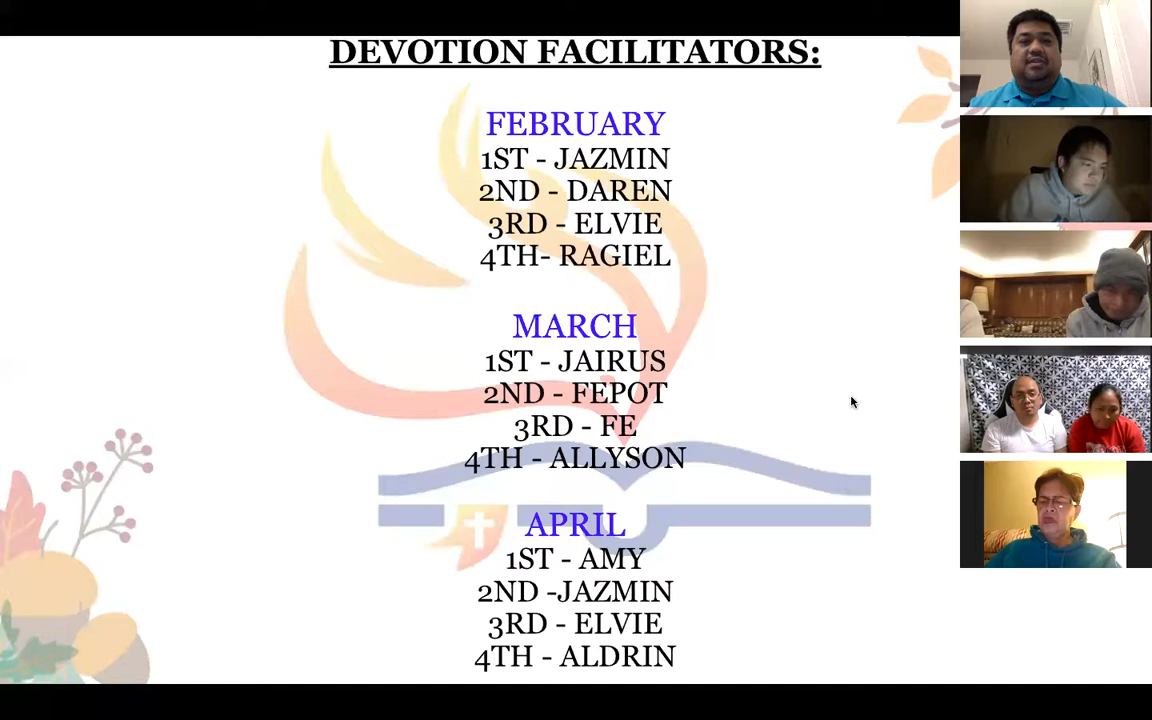 DEVOTION FACILITATORS:
FEBRUARY
1ST - JAZMIN
2ND - DAREN
3RD - ELVIE
4TH- RAGIEL
MARCH
1ST - JAIRUS
2ND - FEPOT
3RD - FE
4TH - ALLYSON
APRIL
1ST - AMY
2ND -JAZMIN
3RD - ELVIE
4TH - ALDRIN